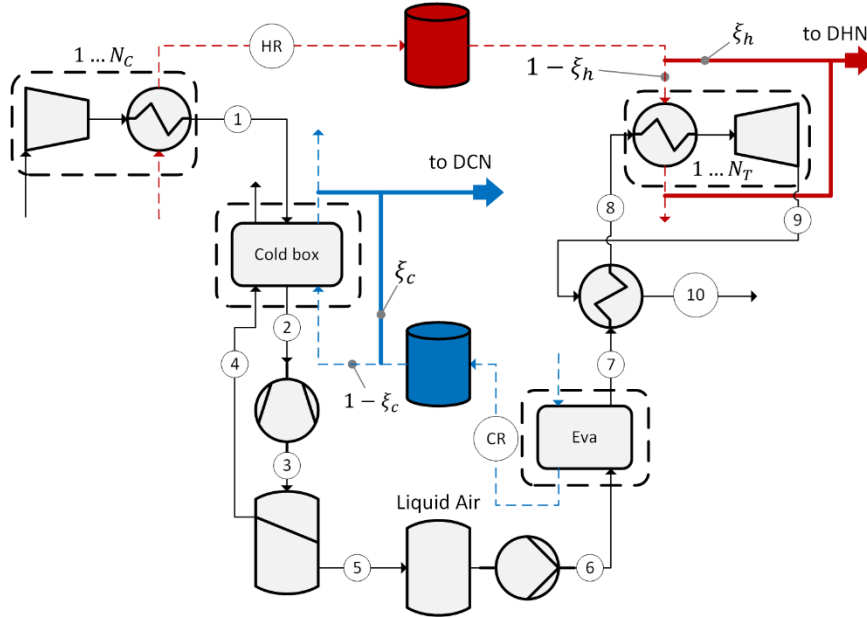 1 … N_C
HR
to DHN
ξ_h
1 − ξ_h
1
to DCN
1 … N_T
8
9
Cold box
ξ_c
10
2
4
7
1 − ξ_c
CR
Eva
3
Liquid Air
5
6